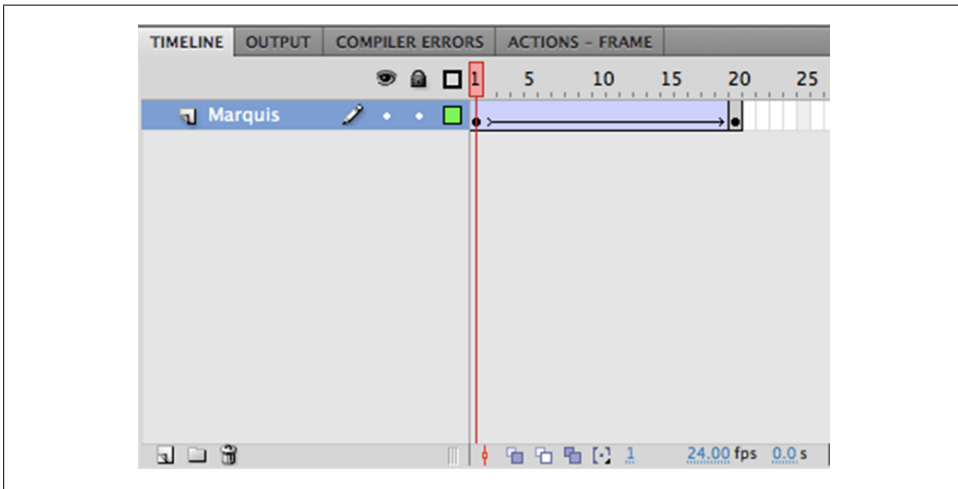 TIMELINE OUTPUT COMPILER ERRORS ACTIONS – FRAME
1 5 10 15 20 25
Marquis
1 24.00 fps 0.0 s